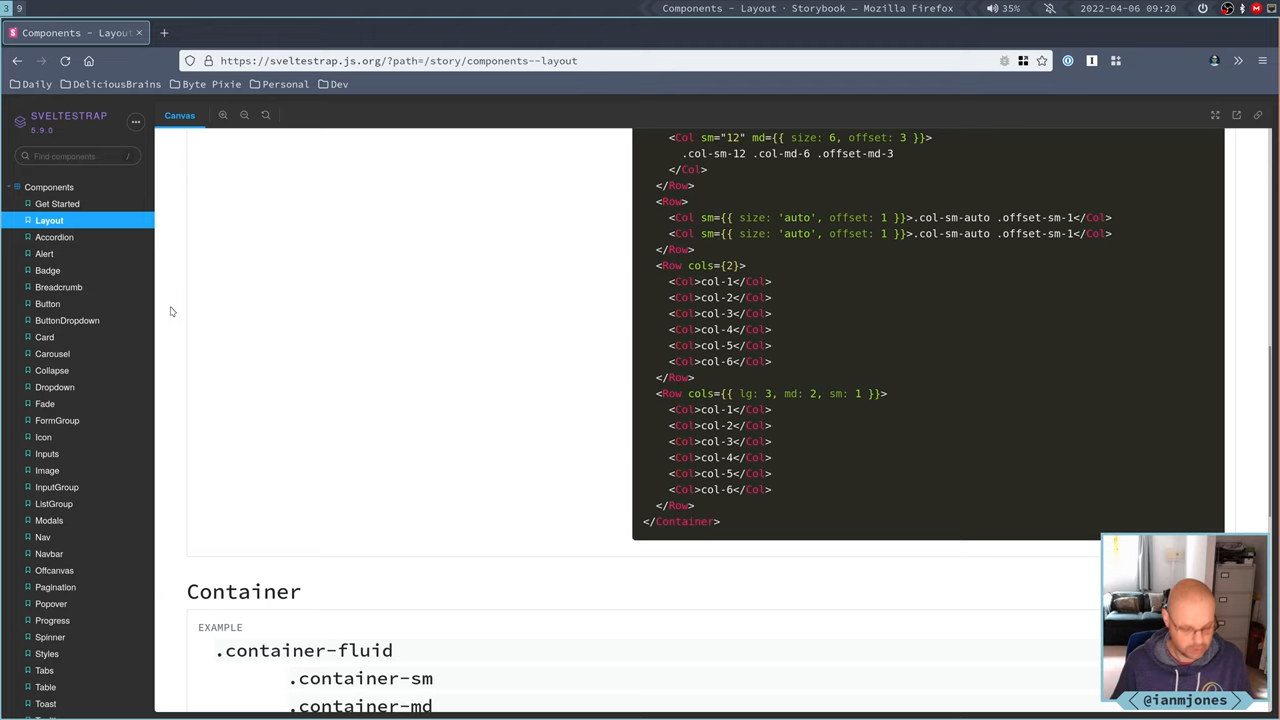 3 9 Components - Layout · Storybook — Mozilla Firefox 35% 2022-04-06 09:20
Components - Layout ×
https://sveltestrap.js.org/?path=/story/components--layout
Daily DeliciousBrains Byte Pixie Personal Dev
SVELTESTRAP
5.9.0
Canvas
Find components /
Components
Get Started
Layout
Accordion
Alert
Badge
Breadcrumb
Button
ButtonDropdown
Card
Carousel
Collapse
Dropdown
Fade
FormGroup
Icon
Inputs
Image
InputGroup
ListGroup
Modals
Nav
Navbar
Offcanvas
Pagination
Popover
Progress
Spinner
Styles
Tabs
Table
Toast
<Col sm="12" md={{ size: 6, offset: 3 }}>
.col-sm-12 .col-md-6 .offset-md-3
</Col>
</Row>
<Row>
<Col sm={{ size: 'auto', offset: 1 }}>.col-sm-auto .offset-sm-1</Col>
<Col sm={{ size: 'auto', offset: 1 }}>.col-sm-auto .offset-sm-1</Col>
</Row>
<Row cols={2}>
<Col>col-1</Col>
<Col>col-2</Col>
<Col>col-3</Col>
<Col>col-4</Col>
<Col>col-5</Col>
<Col>col-6</Col>
</Row>
<Row cols={{ lg: 3, md: 2, sm: 1 }}>
<Col>col-1</Col>
<Col>col-2</Col>
<Col>col-3</Col>
<Col>col-4</Col>
<Col>col-5</Col>
<Col>col-6</Col>
</Row>
</Container>
Container
EXAMPLE
.container-fluid
.container-sm
.container-md
@ianmjones